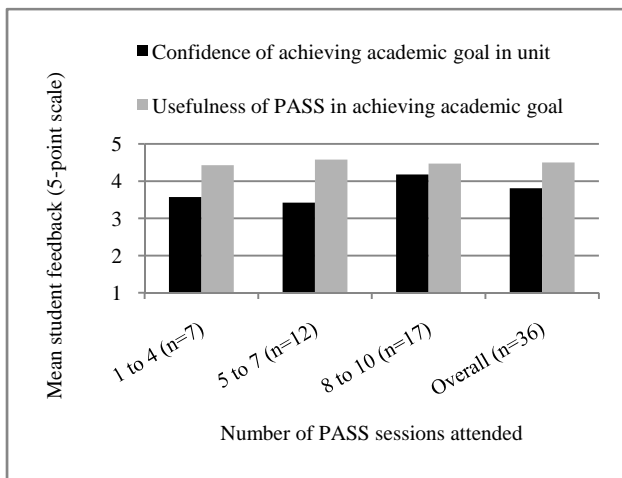 Confidence of achieving academic goal in unit
Usefulness of PASS in achieving academic goal
Mean student feedback (5-point scale)
5
4
3
2
1
1 to 4 (n=7)
5 to 7 (n=12)
8 to 10 (n=17)
Overall (n=36)
Number of PASS sessions attended